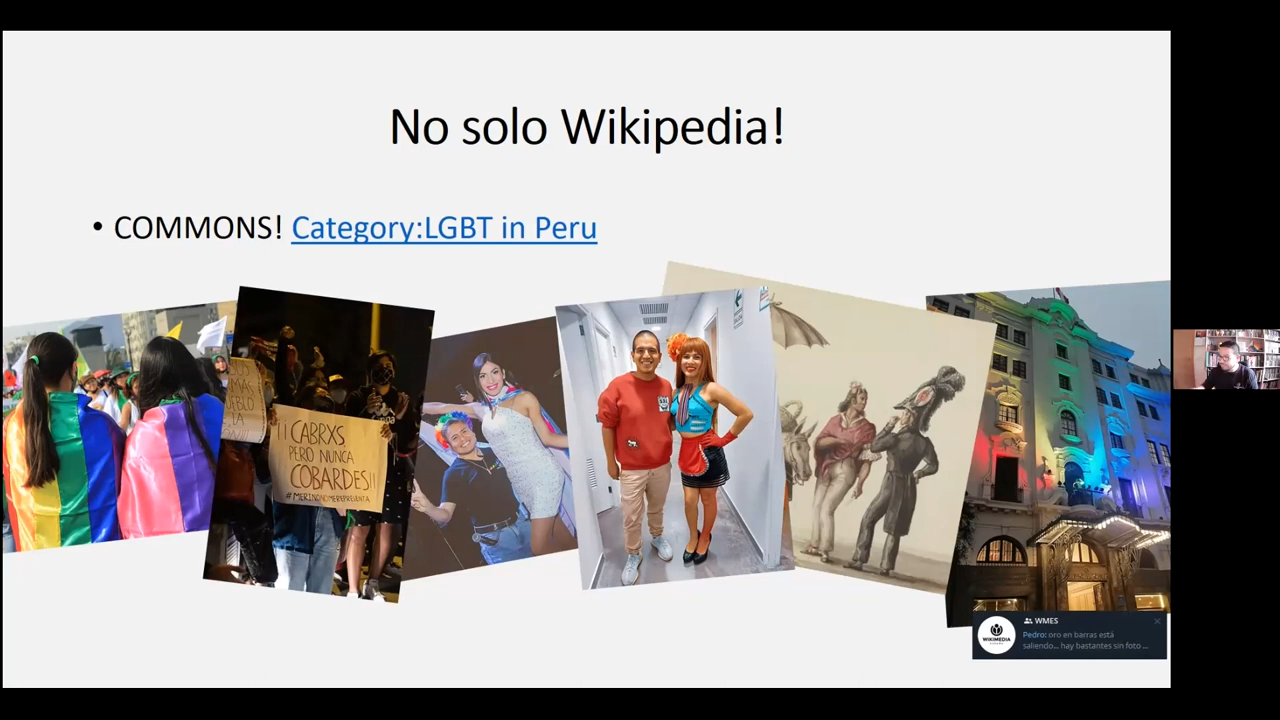 No solo Wikipedia!
• COMMONS! Category:LGBT in Peru
¡¡CABRXS,
PERO NUNCA
COBARDES!!
#MERINONOMEREPRESENTA
WMES
WIKIMEDIA
Pedro: oro en barras está
saliendo... hay bastantes sin foto ...